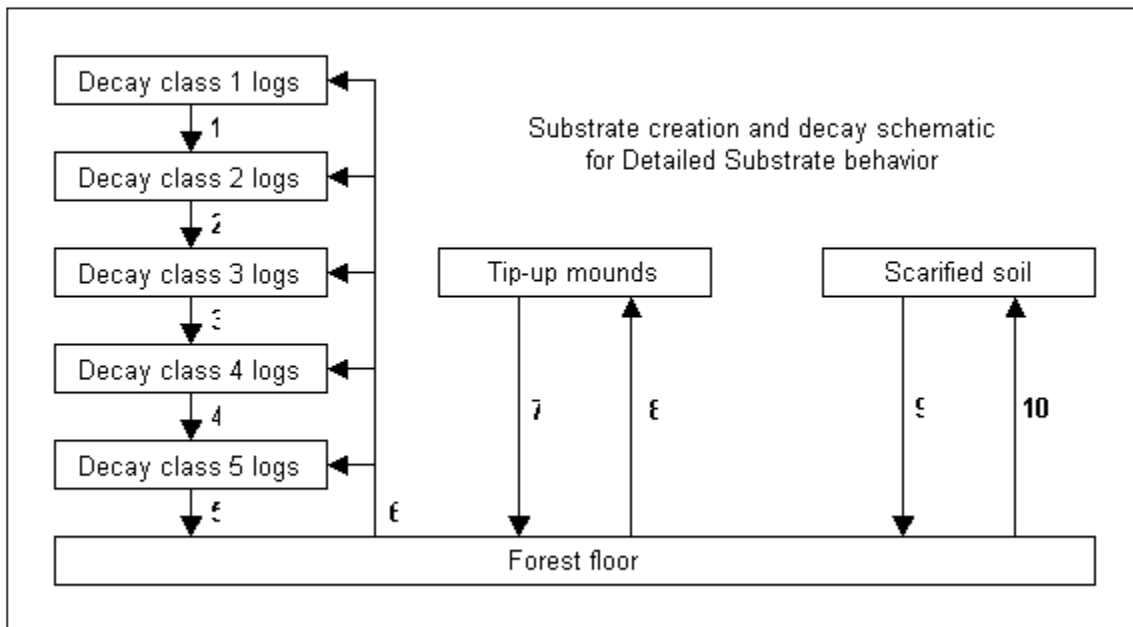 Decay class 1 logs
1
Substrate creation and decay schematic
for Detailed Substrate behavior
Decay class 2 logs
2
Decay class 3 logs
Tip-up mounds
Scarified soil
3
Decay class 4 logs
4
7
8
9
10
Decay class 5 logs
5
6
Forest floor